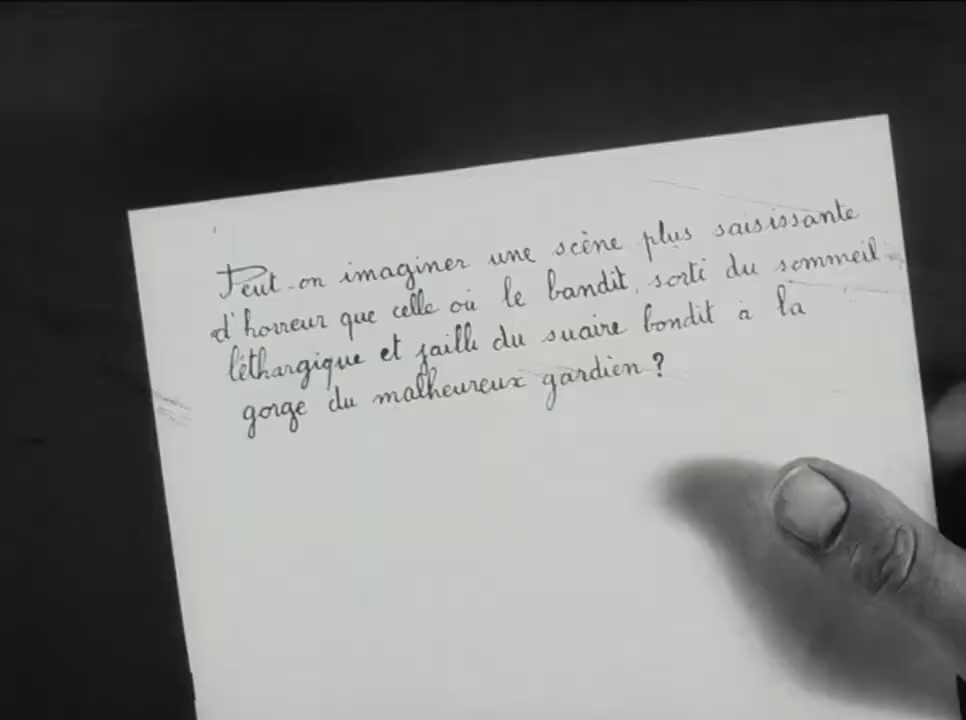 Peut-on imaginer une scène plus saisissante
d'horreur que celle où le bandit, sorti du sommeil
léthargique et jailli du suaire bondit à la
gorge du malheureux gardien ?